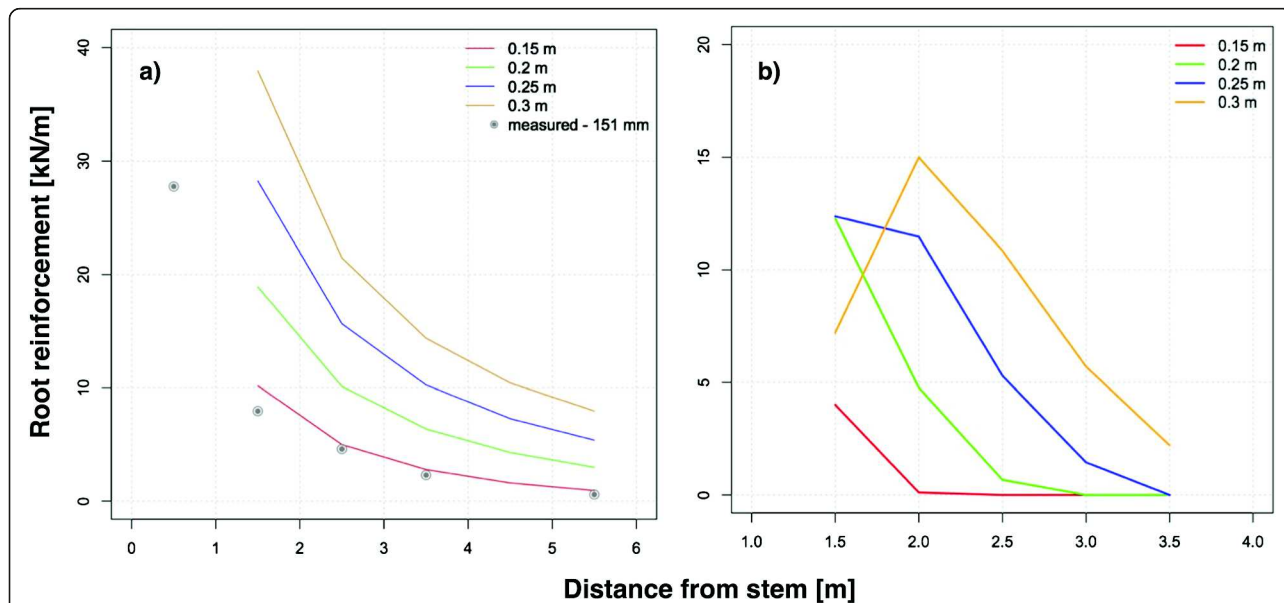 a)
0.15 m
0.2 m
0.25 m
0.3 m
measured - 151 mm
40
30
20
10
0
0 1 2 3 4 5 6
Root reinforcement [kN/m]
b)
0.15 m
0.2 m
0.25 m
0.3 m
20
15
10
5
0
1.0 1.5 2.0 2.5 3.0 3.5 4.0
Distance from stem [m]